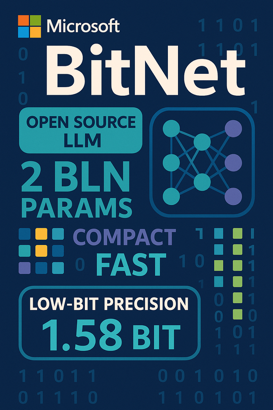 Microsoft
BitNet
OPEN SOURCE
LLM
2 BLN
PARAMS
COMPACT
FAST
LOW-BIT PRECISION
1.58 BIT